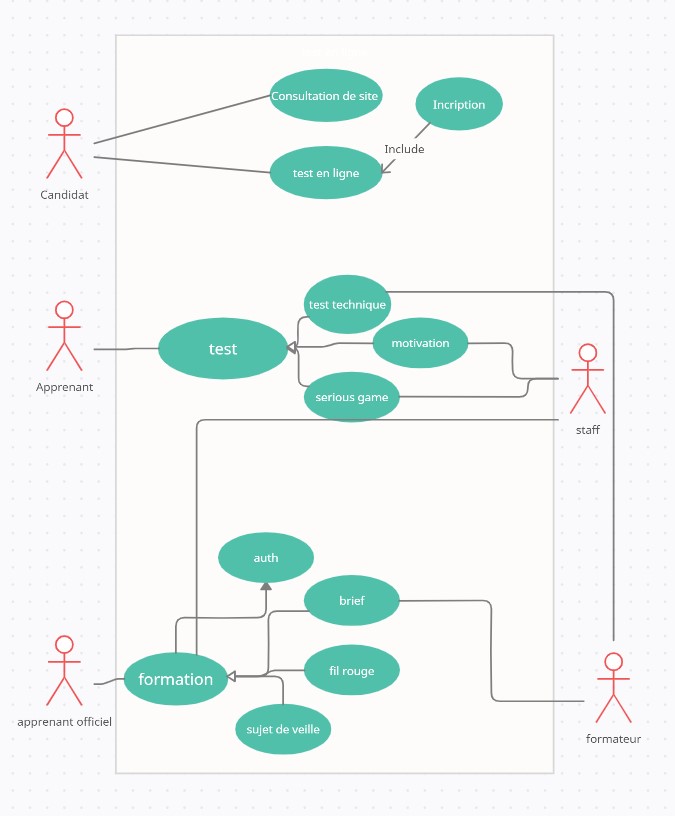 Consultation de site
Incription
Include
test en ligne
Candidat
test technique
test
motivation
serious game
Apprenant
staff
auth
brief
fil rouge
formation
sujet de veille
apprenant officiel
formateur